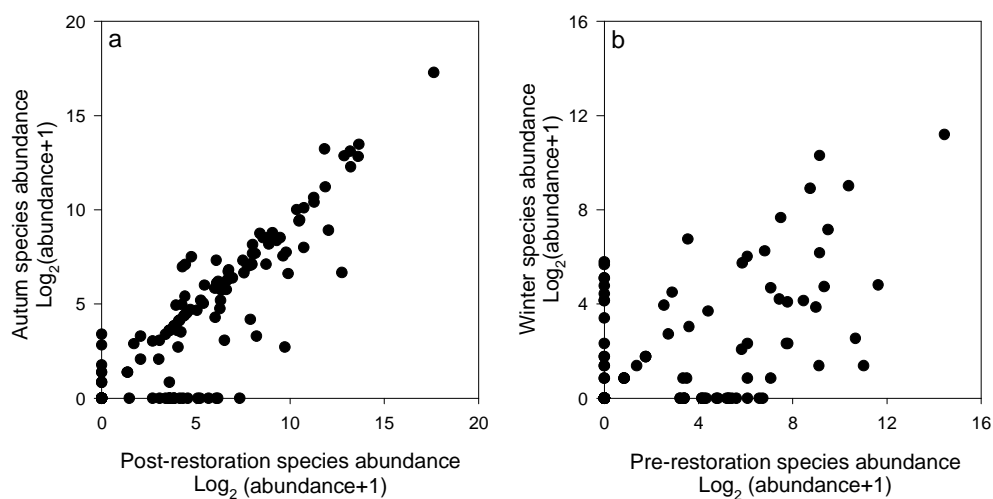 a
20
15
10
5
0
Autum species abundance
Log2(abundance+1)
0 5 10 15 20
Post-restoration species abundance
Log2 (abundance+1)
b
16
12
8
4
0
Winter species abundance
Log2(abundance+1)
0 4 8 12 16
Pre-restoration species abundance
Log2 (abundance+1)